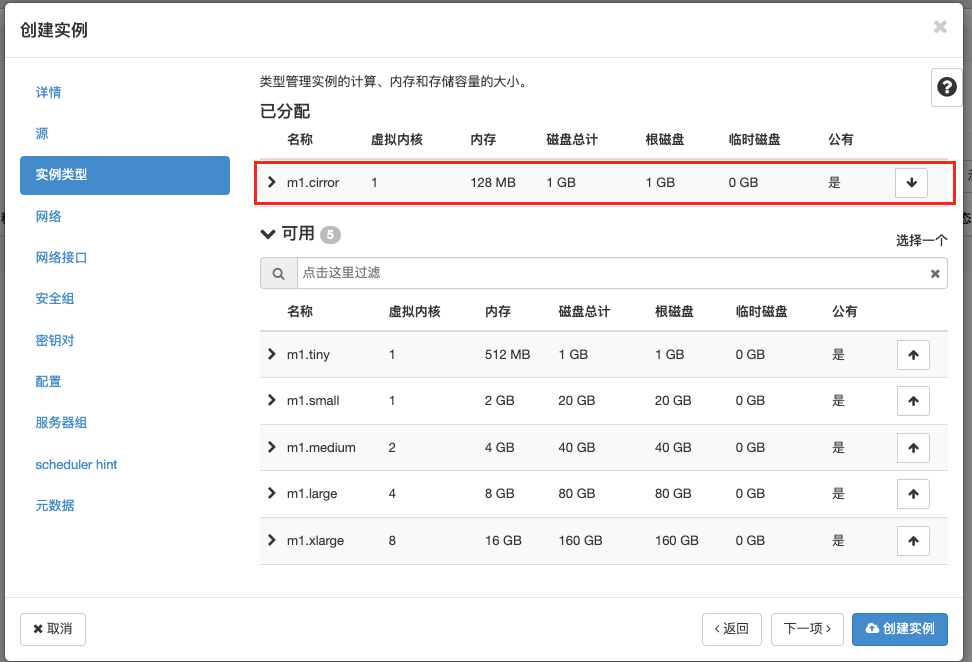 创建实例
详情
源
实例类型
网络
网络接口
安全组
密钥对
配置
服务器组
scheduler hint
元数据
类型管理实例的计算、内存和存储容量的大小。
已分配
名称 虚拟内核 内存 磁盘总计 根磁盘 临时磁盘 公有
m1.cirror 1 128 MB 1 GB 1 GB 0 GB 是
可用 5
选择一个
点击这里过滤
名称 虚拟内核 内存 磁盘总计 根磁盘 临时磁盘 公有
m1.tiny 1 512 MB 1 GB 1 GB 0 GB 是
m1.small 1 2 GB 20 GB 20 GB 0 GB 是
m1.medium 2 4 GB 40 GB 40 GB 0 GB 是
m1.large 4 8 GB 80 GB 80 GB 0 GB 是
m1.xlarge 8 16 GB 160 GB 160 GB 0 GB 是
取消
返回 下一项 创建实例